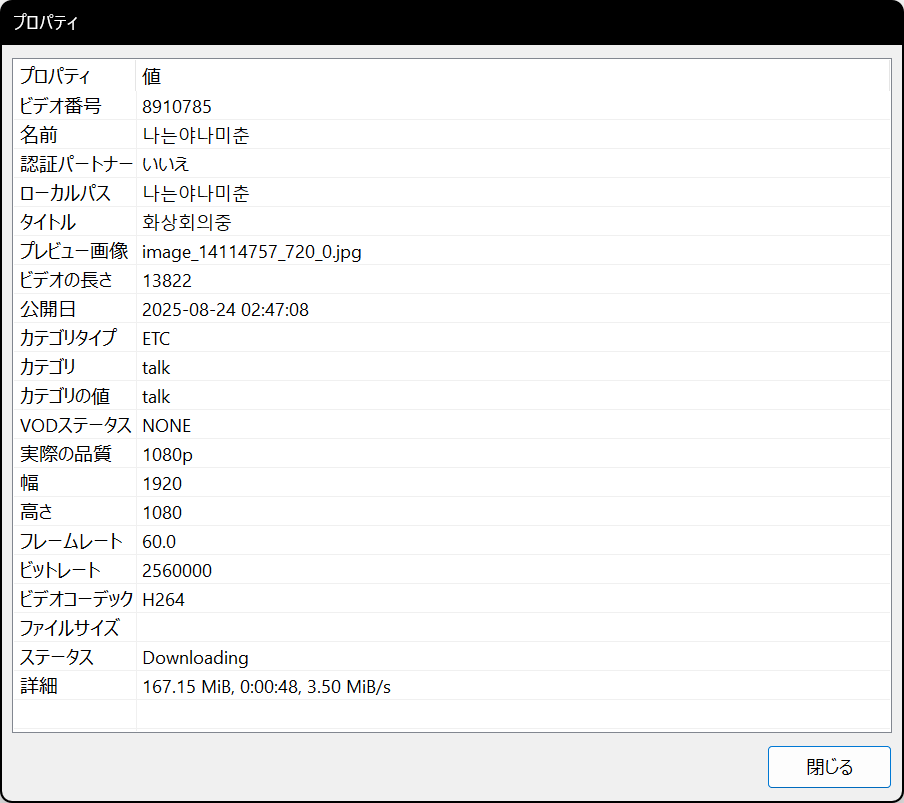 プロパティ
プロパティ 値
ビデオ番号 8910785
名前 나는야나미춘
認証パートナー いいえ
ローカルパス 나는야나미춘
タイトル 화상회의중
プレビュー画像 image_14114757_720_0.jpg
ビデオの長さ 13822
公開日 2025-08-24 02:47:08
カテゴリタイプ ETC
カテゴリ talk
カテゴリの値 talk
VODステータス NONE
実際の品質 1080p
幅 1920
高さ 1080
フレームレート 60.0
ビットレート 2560000
ビデオコーデック H264
ファイルサイズ
ステータス Downloading
詳細 167.15 MiB, 0:00:48, 3.50 MiB/s
閉じる